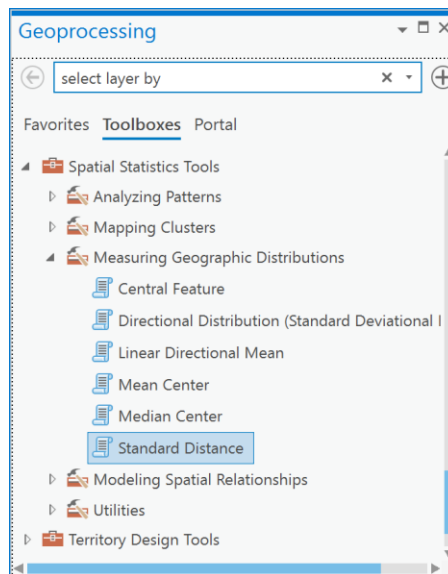 Geoprocessing
select layer by
Favorites Toolboxes Portal
Spatial Statistics Tools
Analyzing Patterns
Mapping Clusters
Measuring Geographic Distributions
Central Feature
Directional Distribution (Standard Deviational
Linear Directional Mean
Mean Center
Median Center
Standard Distance
Modeling Spatial Relationships
Utilities
Territory Design Tools